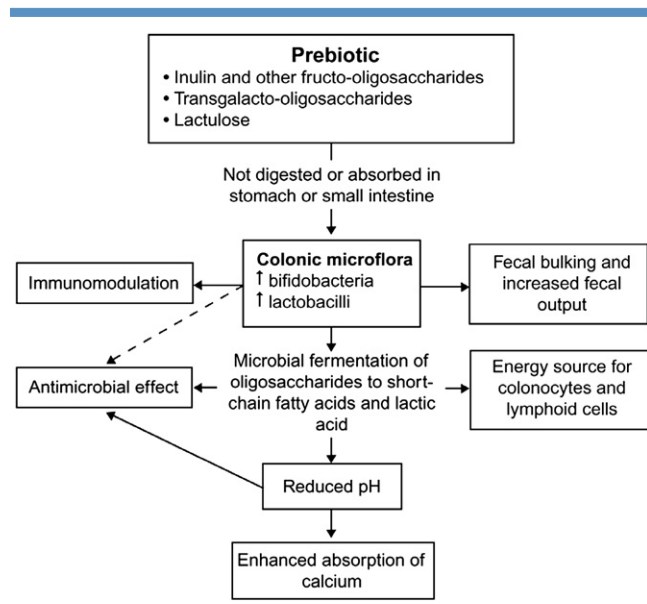 Prebiotic
• Inulin and other fructo-oligosaccharides
• Transgalacto-oligosaccharides
• Lactulose
Not digested or absorbed in
stomach or small intestine
Colonic microflora
↑ bifidobacteria
↑ lactobacilli
Immunomodulation
Fecal bulking and
increased fecal
output
Microbial fermentation of
oligosaccharides to short-
chain fatty acids and lactic
acid
Antimicrobial effect
Energy source for
colonocytes and
lymphoid cells
Reduced pH
Enhanced absorption of
calcium